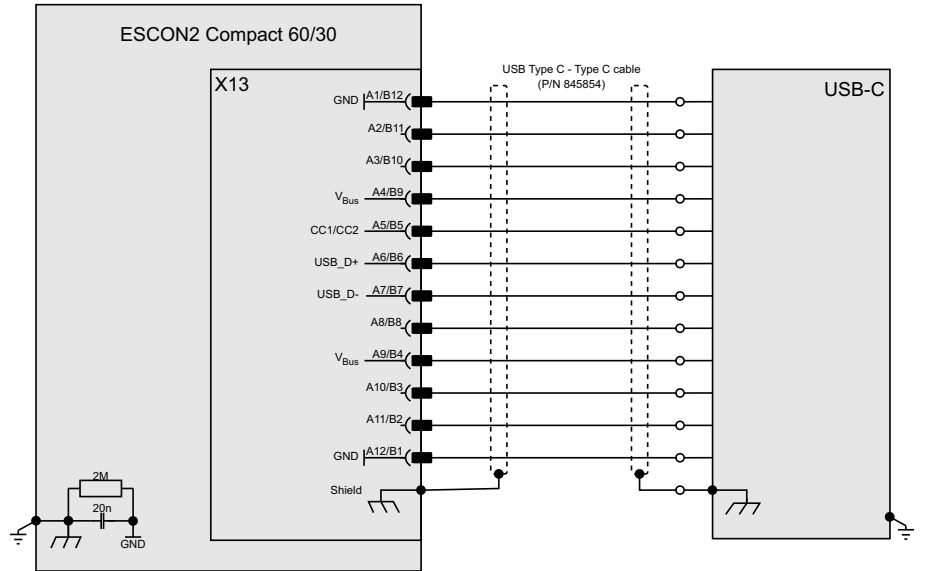 ESCON2 Compact 60/30
X13
USB Type C - Type C cable
(P/N 845854)
USB-C
GND A1/B12
A2/B11
A3/B10
VBus A4/B9
CC1/CC2 A5/B5
USB_D+ A6/B6
USB_D- A7/B7
A8/B8
VBus A9/B4
A10/B3
A11/B2
GND A12/B1
Shield
2M
20n
GND